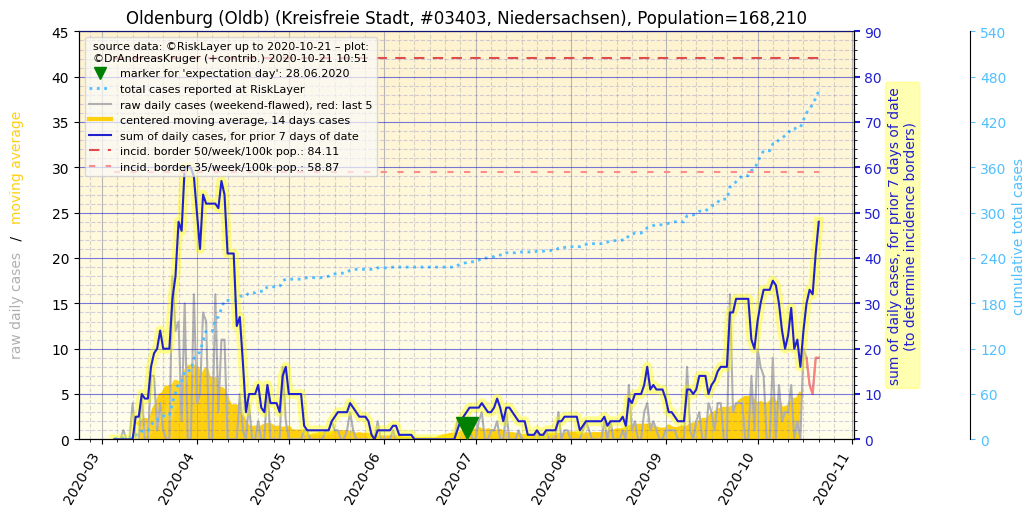 Oldenburg (Oldb) (Kreisfreie Stadt, #03403, Niedersachsen), Population=168,210
source data: ©RiskLayer up to 2020-10-21 – plot:
©DrAndreasKruger (+contrib.) 2020-10-21 10:51
marker for 'expectation day': 28.06.2020
total cases reported at RiskLayer
raw daily cases (weekend-flawed), red: last 5
centered moving average, 14 days cases
sum of daily cases, for prior 7 days of date
incid. border 50/week/100k pop.: 84.11
incid. border 35/week/100k pop.: 58.87
raw daily cases / moving average
45
40
35
30
25
20
15
10
5
0
2020-03
2020-04
2020-05
2020-06
2020-07
2020-08
2020-09
2020-10
2020-11
90
80
70
60
50
40
30
20
10
0
sum of daily cases, for prior 7 days of date
(to determine incidence borders)
540
480
420
360
300
240
180
120
60
0
cumulative total cases